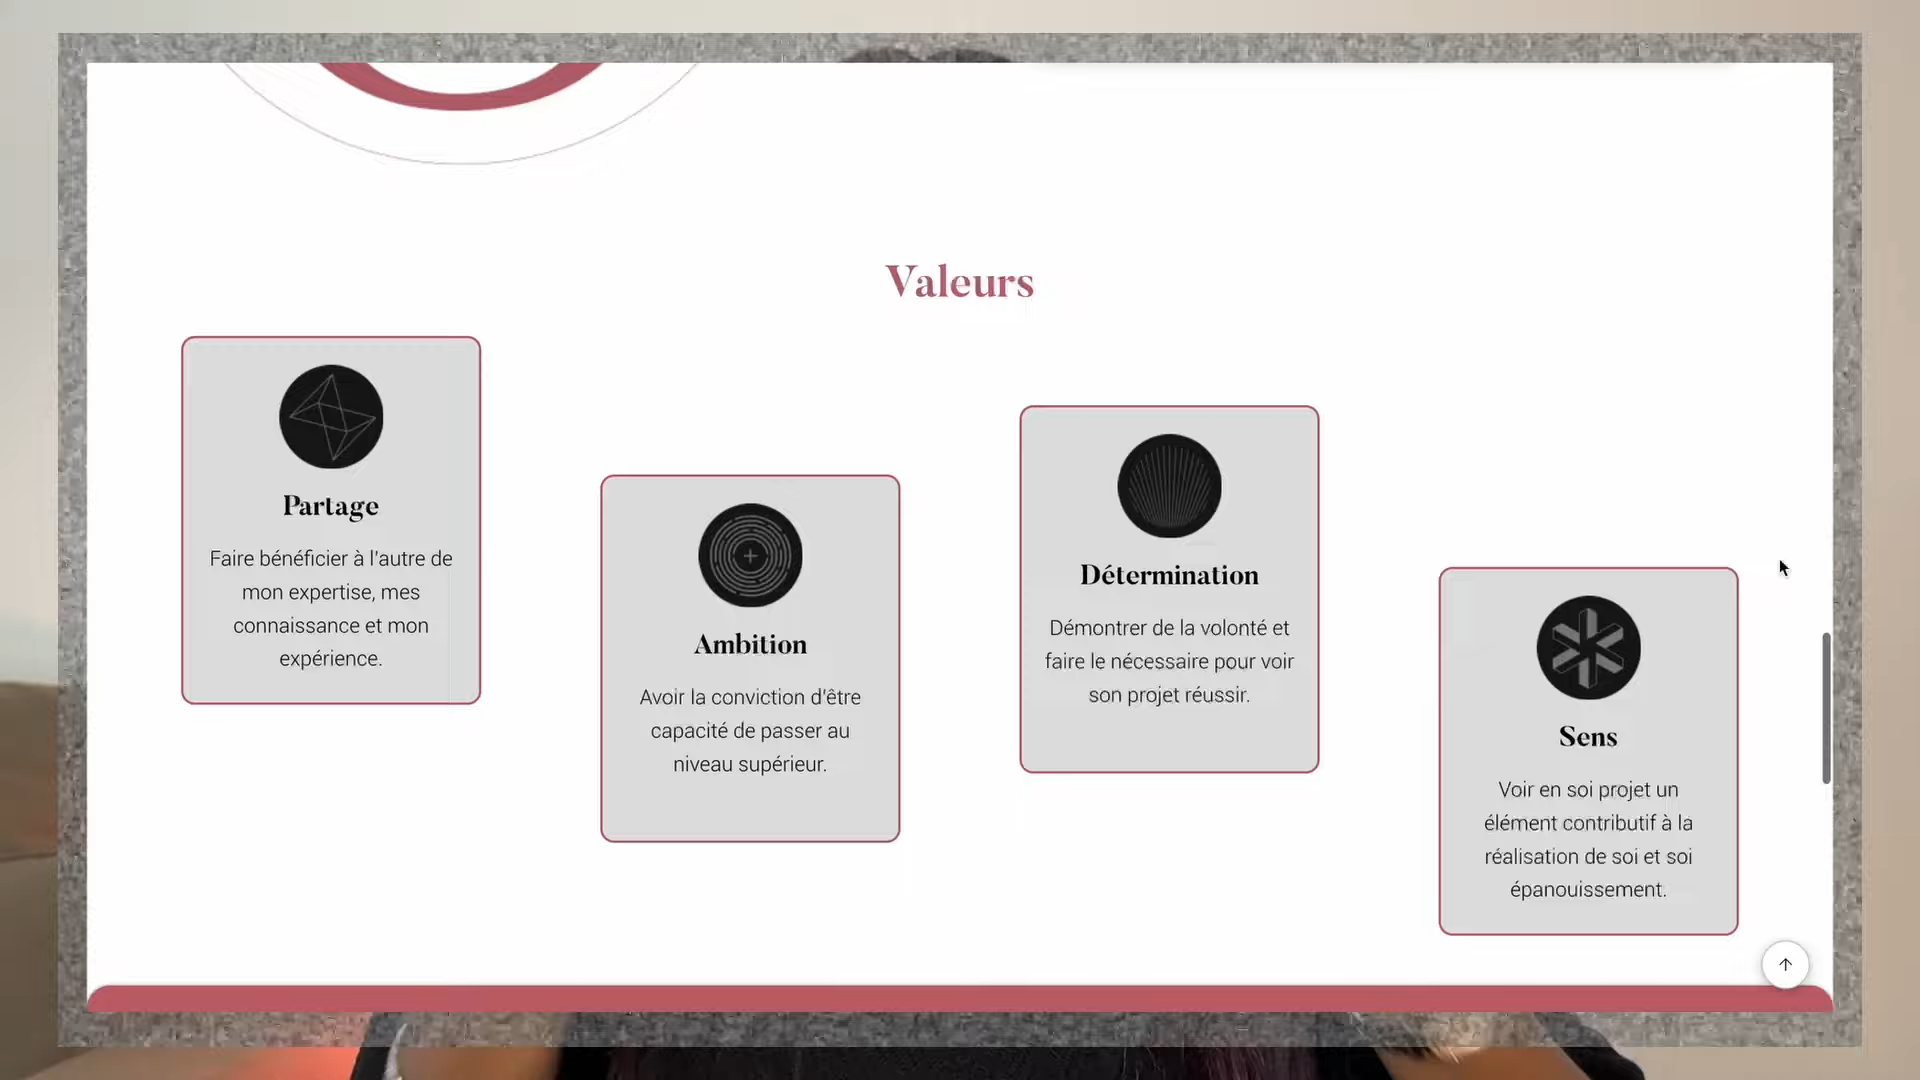 Valeurs
Partage
Faire bénéficier à l'autre de
mon expertise, mes
connaissance et mon
expérience.
Ambition
Avoir la conviction d'être
capacité de passer au
niveau supérieur.
Détermination
Démontrer de la volonté et
faire le nécessaire pour voir
son projet réussir.
Sens
Voir en soi projet un
élément contributif à la
réalisation de soi et soi
épanouissement.